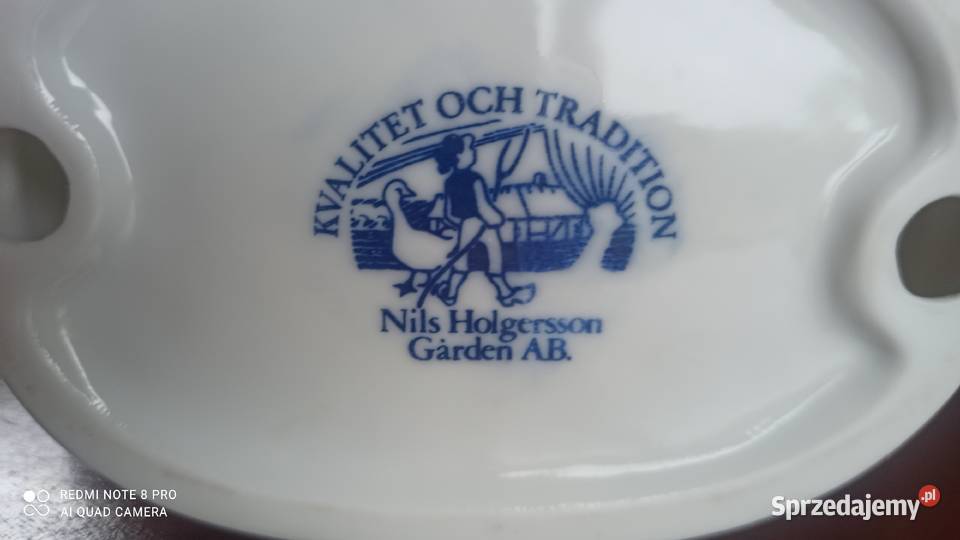 KVALITET OCH TRADITION
Nils Holgersson
Gården AB.
REDMI NOTE 8 PRO
AI QUAD CAMERA
Sprzedajemy.pl